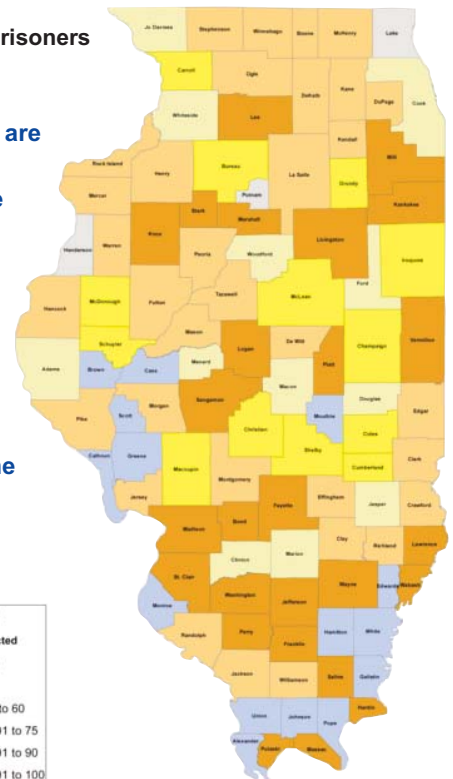 risoners
are
e
ne
cted
to 60
01 to 75
01 to 90
01 to 100
Jo Daviess
Stephenson
Winnebago
Boone
McHenry
Lake
Carroll
Ogle
DeKalb
Kane
Cook
Whiteside
Lee
DuPage
Kendall
Will
Rock Island
Henry
Bureau
La Salle
Grundy
Mercer
Putnam
Kankakee
Stark
Marshall
Henderson
Warren
Knox
Peoria
Woodford
Livingston
Iroquois
Hancock
McDonough
Fulton
Tazewell
McLean
Ford
Mason
Schuyler
Logan
De Witt
Champaign
Vermilion
Adams
Brown
Cass
Menard
Piatt
Macon
Sangamon
Douglas
Edgar
Pike
Scott
Morgan
Christian
Moultrie
Coles
Calhoun
Greene
Macoupin
Shelby
Cumberland
Clark
Jersey
Montgomery
Fayette
Effingham
Jasper
Crawford
Madison
Bond
Clay
Richland
Lawrence
Clinton
Marion
St. Clair
Wayne
Edwards
Wabash
Monroe
Washington
Jefferson
Randolph
Perry
Hamilton
White
Franklin
Jackson
Williamson
Saline
Gallatin
Hardin
Union
Johnson
Pope
Alexander
Pulaski
Massac